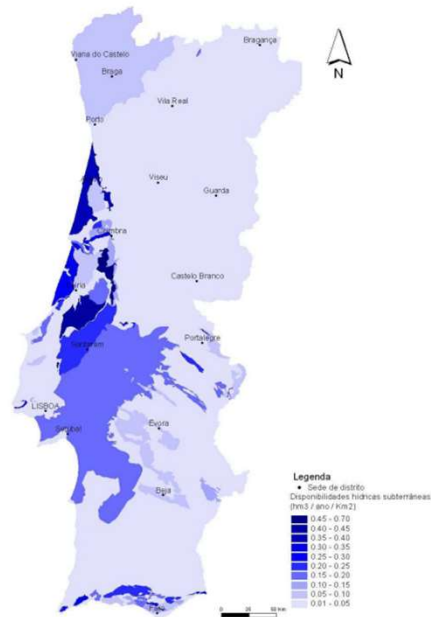 Bragança
Viana do Castelo
Braga
N
Vila Real
Porto
Viseu
Guarda
Coimbra
Castelo Branco
Santarém
Portalegre
LISBOA
Setúbal
Évora
Beja
Faro
Legenda
Sede de distrito
Disponibilidades hídricas subterrâneas
(hm3 / ano / Km2)
0.45 - 0.70
0.40 - 0.45
0.35 - 0.40
0.30 - 0.35
0.25 - 0.30
0.20 - 0.25
0.15 - 0.20
0.10 - 0.15
0.05 - 0.10
0.01 - 0.05